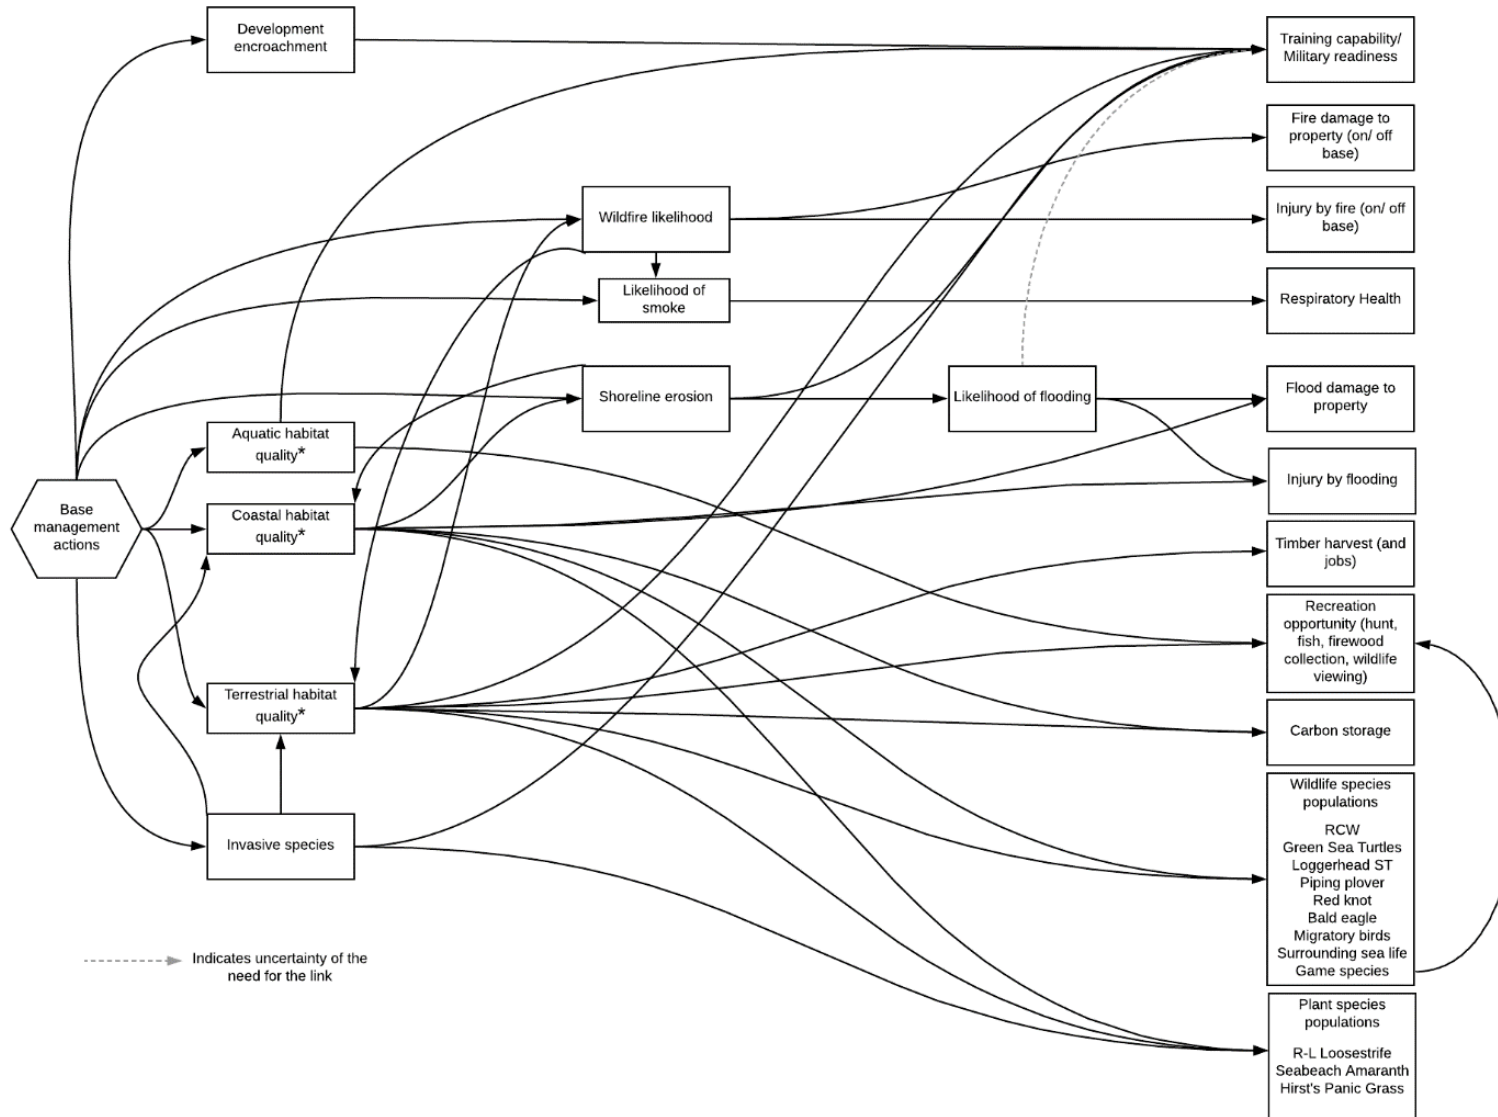 Development
encroachment
Training capability/
Military readiness
Fire damage to
property (on/ off
base)
Wildfire likelihood
Injury by fire (on/ off
base)
Likelihood of
smoke
Respiratory Health
Shoreline erosion
Likelihood of flooding
Flood damage to
property
Aquatic habitat
quality*
Injury by flooding
Base
management
actions
Coastal habitat
quality*
Timber harvest (and
jobs)
Recreation
opportunity (hunt,
fish, firewood
collection, wildlife
viewing)
Terrestrial habitat
quality*
Carbon storage
Invasive species
Wildlife species
populations
RCW
Green Sea Turtles
Loggerhead ST
Piping plover
Red knot
Bald eagle
Migratory birds
Surrounding sea life
Game species
Indicates uncertainty of the
need for the link
Plant species
populations
R-L Loosestrife
Seabeach Amaranth
Hirst's Panic Grass